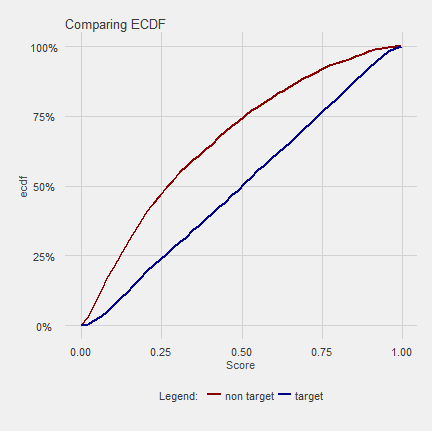 Comparing ECDF
100%
75%
50%
25%
0%
ecdf
0.00 0.25 0.50 0.75 1.00
Score
Legend: non target target